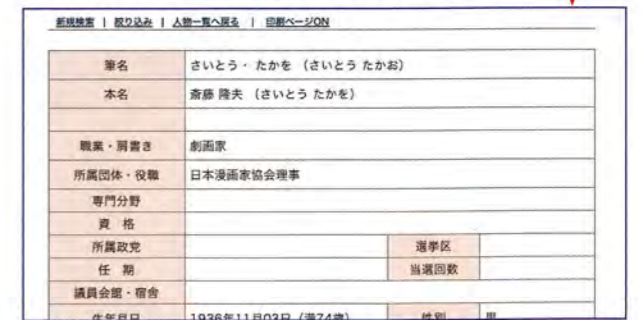 新規検索 | 絞り込み | 人物一覧へ戻る | 印刷ページON
筆名 さいとう・たかを （さいとう たかお）
本名 斎藤 隆夫 （さいとう たかを）
職業・肩書き 劇画家
所属団体・役職 日本漫画家協会理事
専門分野
資 格
所属政党 選挙区
任 期 当選回数
議員会館・宿舎
生年月日 1936年11月03日（満74歳） 性別 男